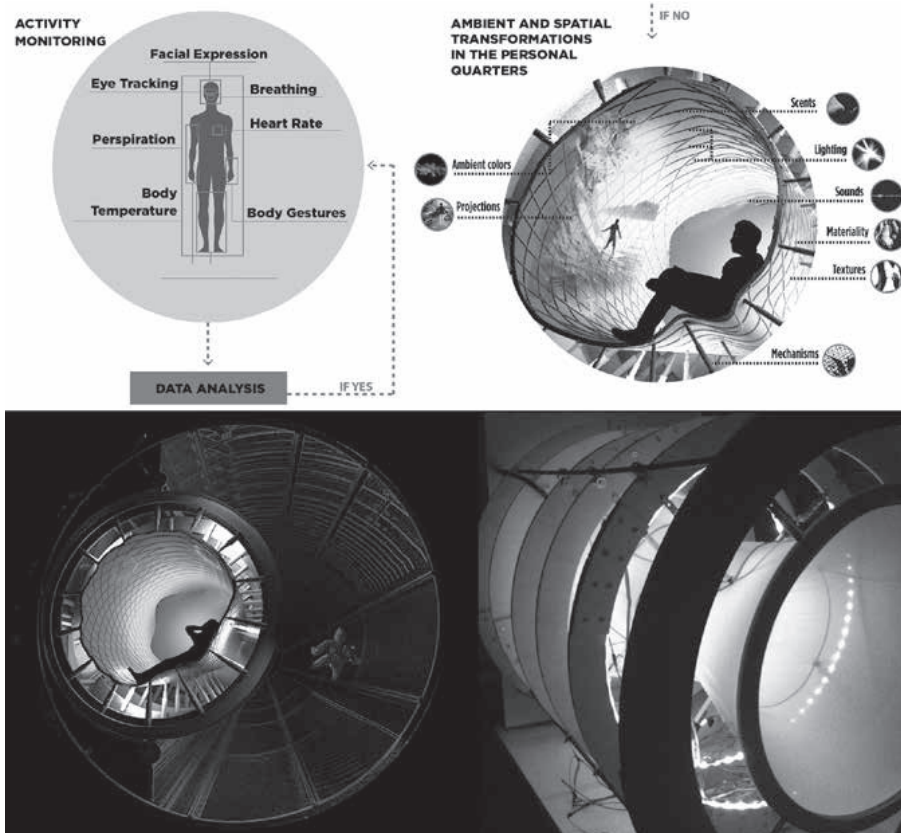 ACTIVITY
MONITORING
Facial Expression
Eye Tracking
Breathing
Heart Rate
Perspiration
Body
Temperature
Body Gestures
DATA ANALYSIS
IF YES
IF NO
AMBIENT AND SPATIAL
TRANSFORMATIONS
IN THE PERSONAL
QUARTERS
Scents
Lighting
Ambient colors
Sounds
Projections
Materiality
Textures
Mechanisms